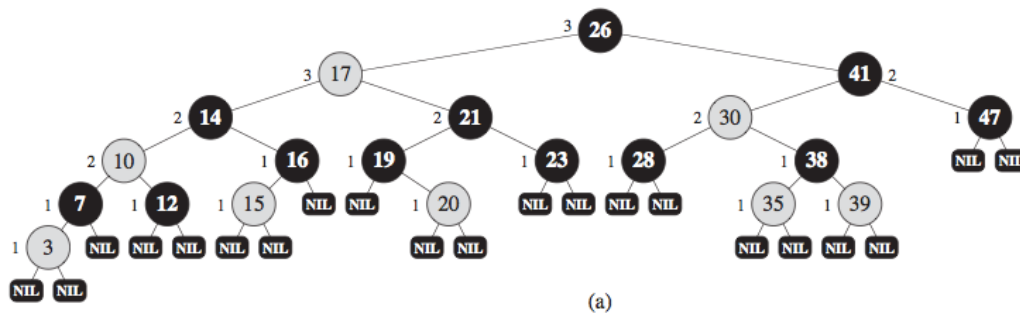 3 26
3 17 41 2
2 14 2 21 2 30 1 47
2 10 1 16 1 19 1 23 1 28 1 38 NIL NIL
1 7 1 12 1 15 NIL NIL 1 20 NIL NIL NIL NIL 1 35 1 39
1 3 NIL NIL NIL NIL NIL NIL NIL NIL NIL NIL NIL
NIL NIL
(a)